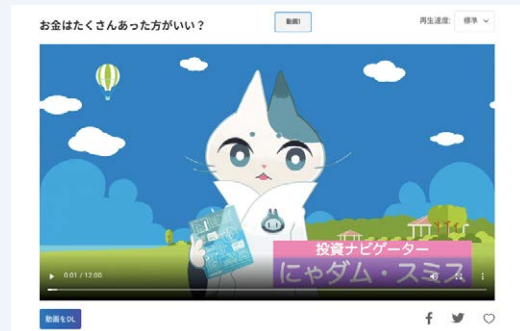 お金はたくさんあった方がいい？
動画1
再生速度:
標準
投資ナビゲーター
にゃダム・スミス
0:01 / 12:00
動画をDL